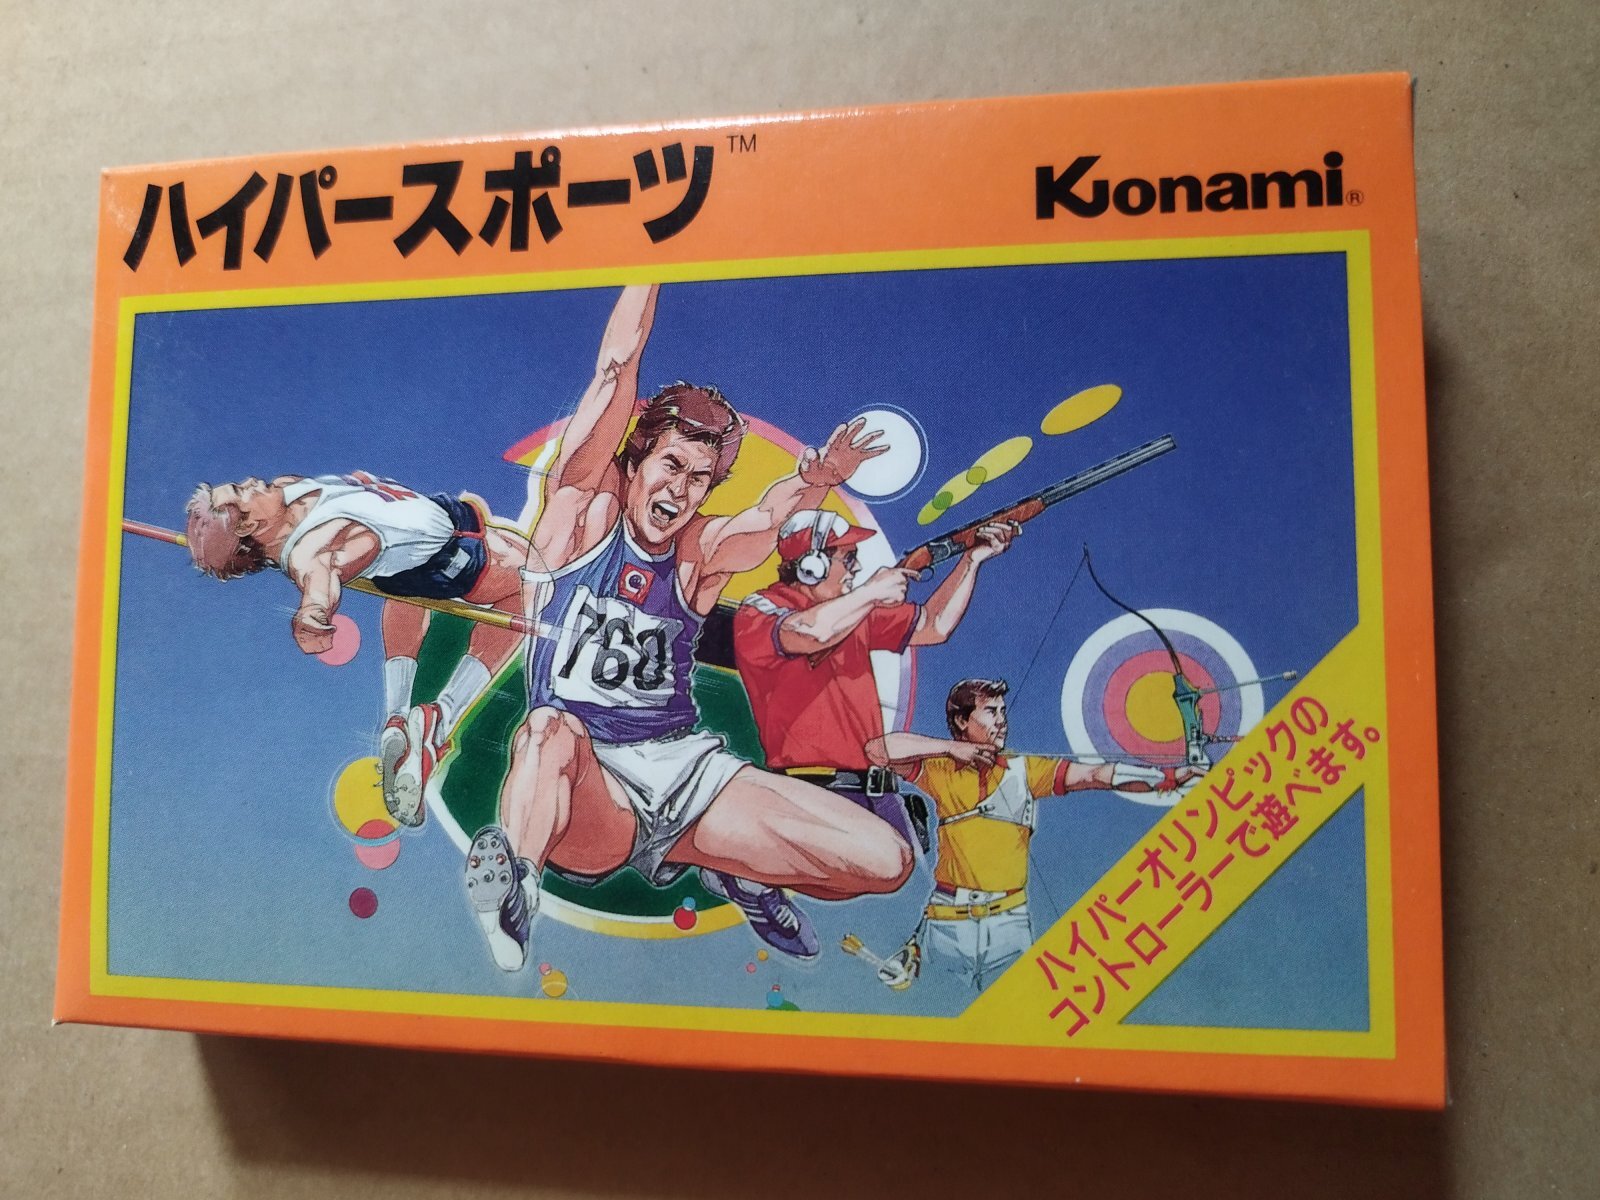 ハイパースポーツ™
Konami®
760
ハイパーオリンピックの
コントローラーで遊べます。